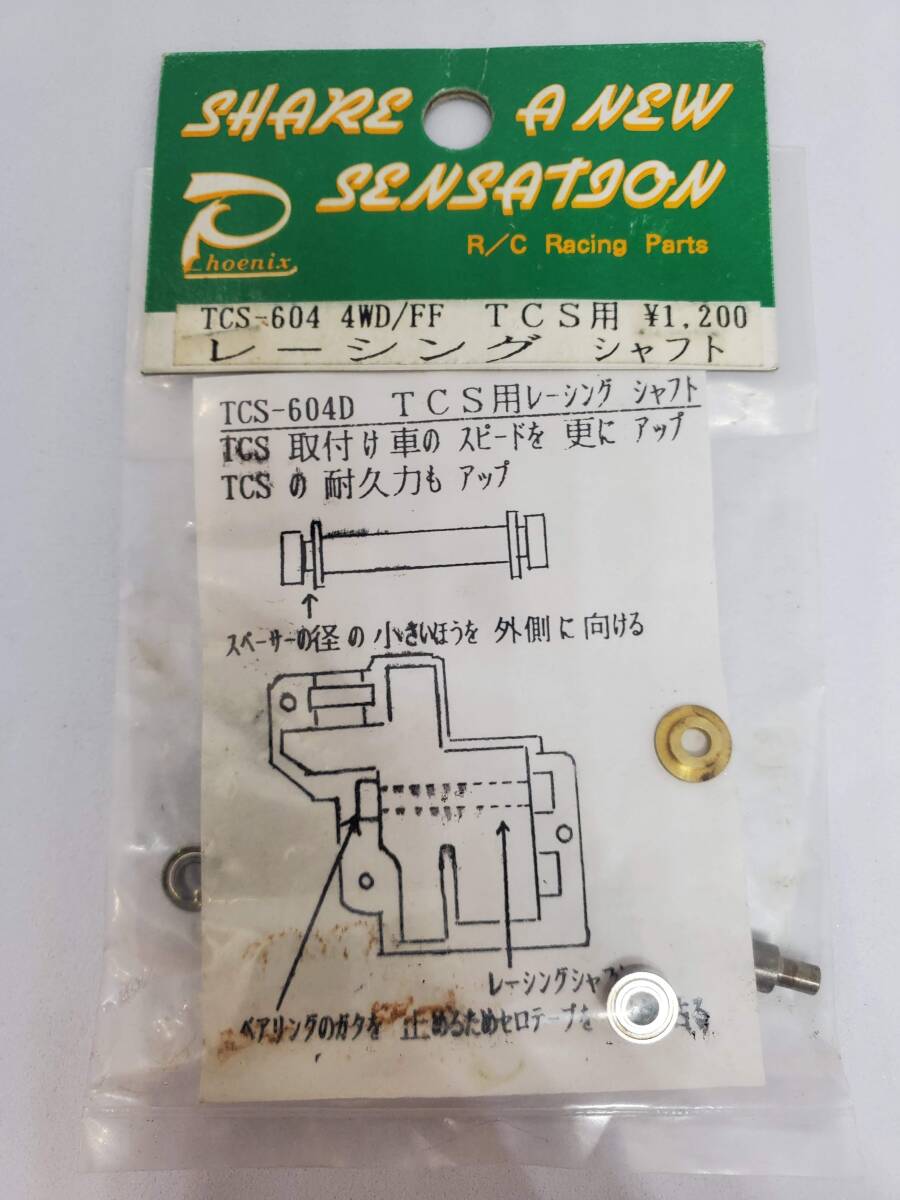 SHARE A NEW
SENSATION
Phoenix
R/C Racing Parts
TCS-604 4WD/FF TCS用 ¥1,200
レーシング シャフト
TCS-604D TCS用レーシング シャフト
TCS 取付け車のスピードを更にアップ
TCSの耐久力もアップ
スペーサーの径の小さいほうを外側に向ける
レーシングシャフ
ベアリングのガタを止めるためセロテープを